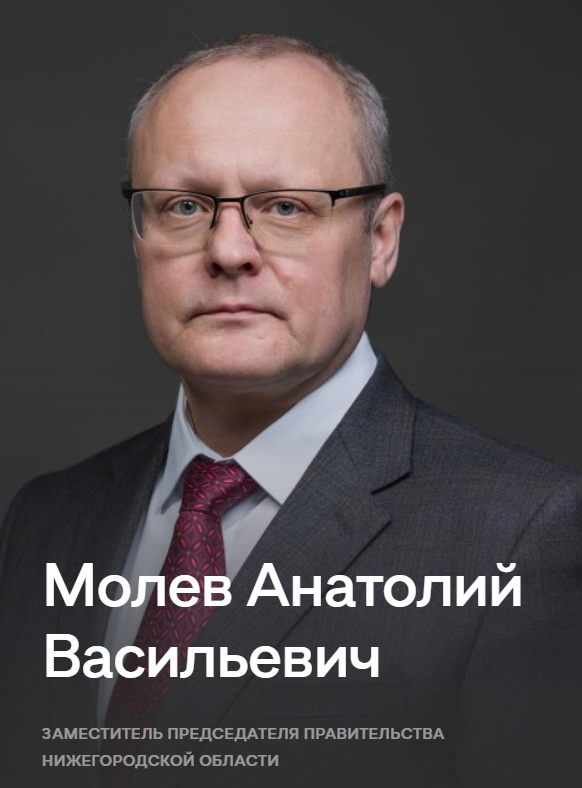 Молев Анатолий
Васильевич
ЗАМЕСТИТЕЛЬ ПРЕДСЕДАТЕЛЯ ПРАВИТЕЛЬСТВА
НИЖЕГОРОДСКОЙ ОБЛАСТИ